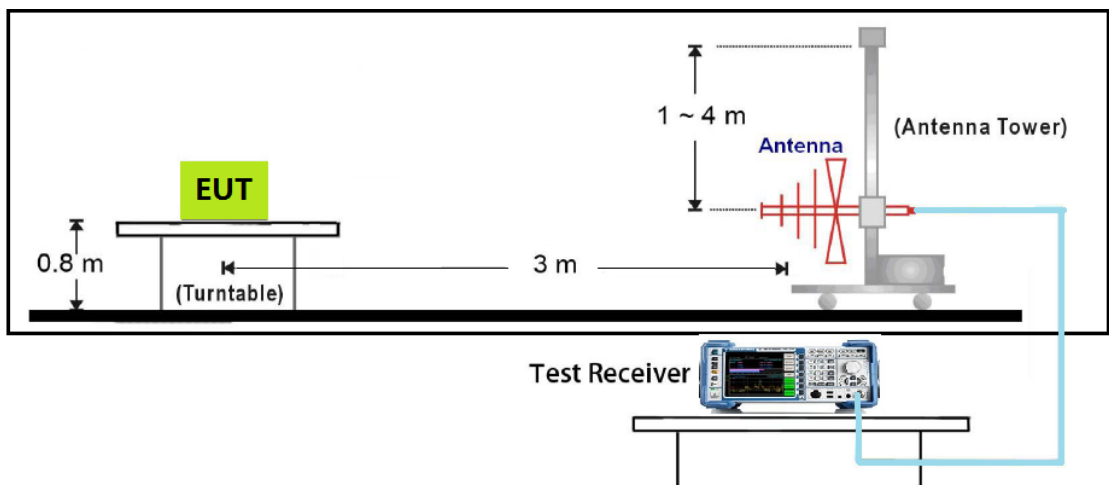 1 ~ 4 m
(Antenna Tower)
Antenna
EUT
0.8 m
3 m
(Turntable)
Test Receiver